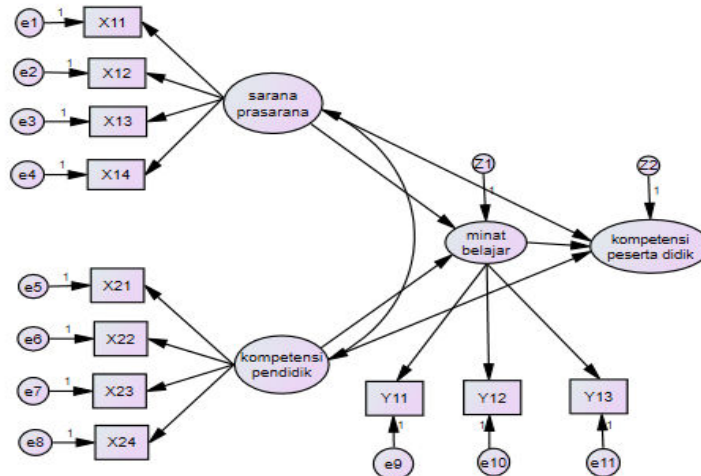 e1 1 X11
e2 1 X12
e3 1 X13
e4 1 X14
sarana
prasarana
Z1
1
Z2
1
minat
belajar
kompetensi
peserta didik
e5 1 X21
e6 1 X22
e7 1 X23
e8 1 X24
kompetensi
pendidik
Y11 Y12 Y13
1 1 1
e9 e10 e11